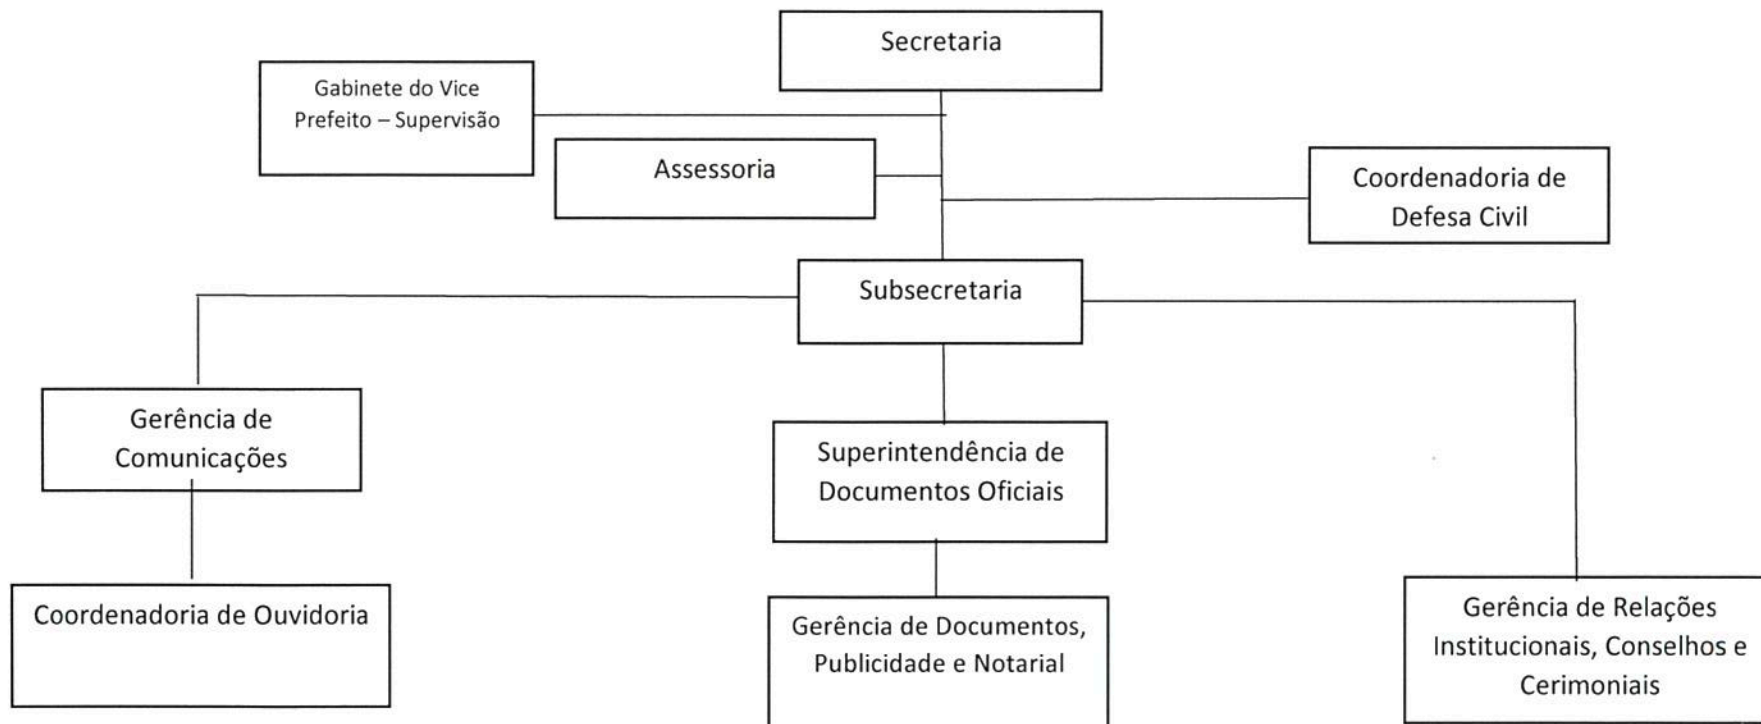 Secretaria
Gabinete do Vice
Prefeito – Supervisão
Assessoria
Coordenadoria de
Defesa Civil
Subsecretaria
Gerência de
Comunicações
Superintendência de
Documentos Oficiais
Coordenadoria de Ouvidoria
Gerência de Documentos,
Publicidade e Notarial
Gerência de Relações
Institucionais, Conselhos e
Cerimoniais